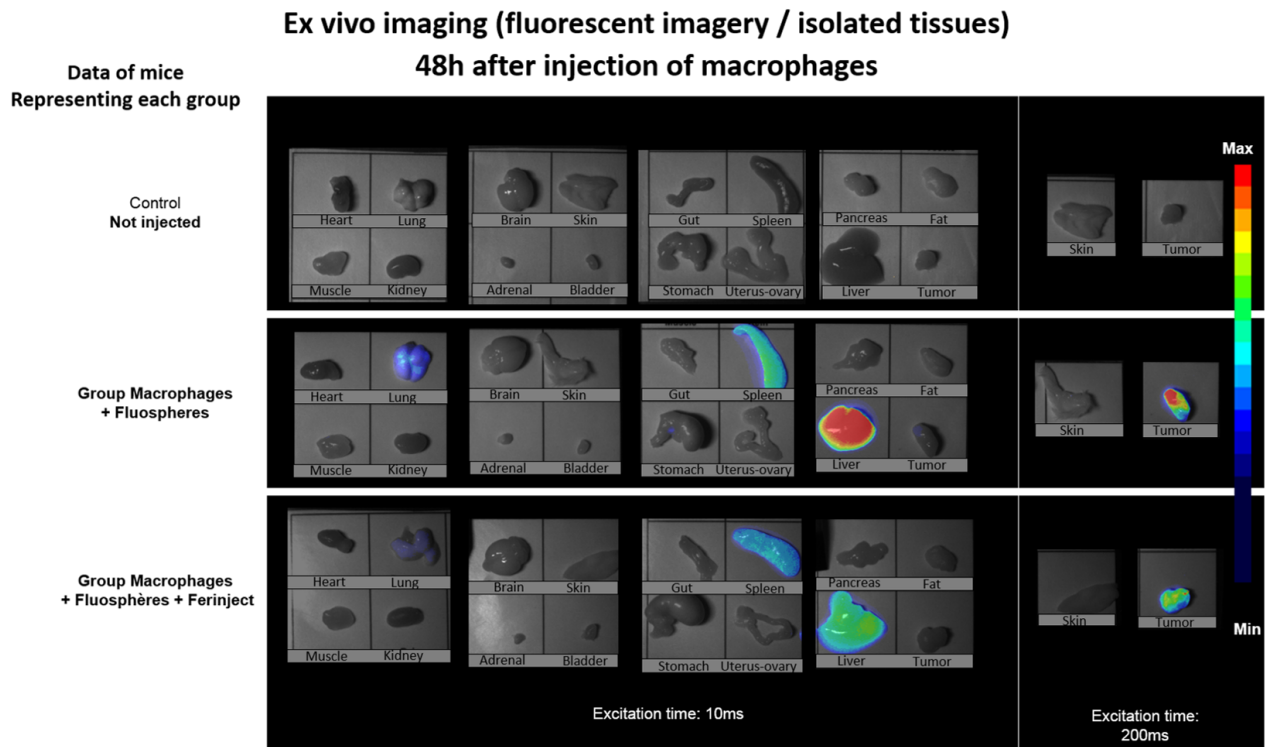 Ex vivo imaging (fluorescent imagery / isolated tissues)
48h after injection of macrophages
Data of mice
Representing each group
Max
Control
Not injected
Heart Lung Brain Skin Gut Spleen Pancreas Fat
Skin Tumor
Muscle Kidney Adrenal Bladder Stomach Uterus-ovary Liver Tumor
Group Macrophages
+ Fluospheres
Heart Lung Brain Skin Gut Spleen Pancreas Fat
Skin Tumor
Muscle Kidney Adrenal Bladder Stomach Uterus-ovary Liver Tumor
Group Macrophages
+ Fluosphères + Ferinject
Heart Lung Brain Skin Gut Spleen Pancreas Fat
Skin Tumor
Min
Muscle Kidney Adrenal Bladder Stomach Uterus-ovary Liver Tumor
Excitation time: 10ms
Excitation time:
200ms